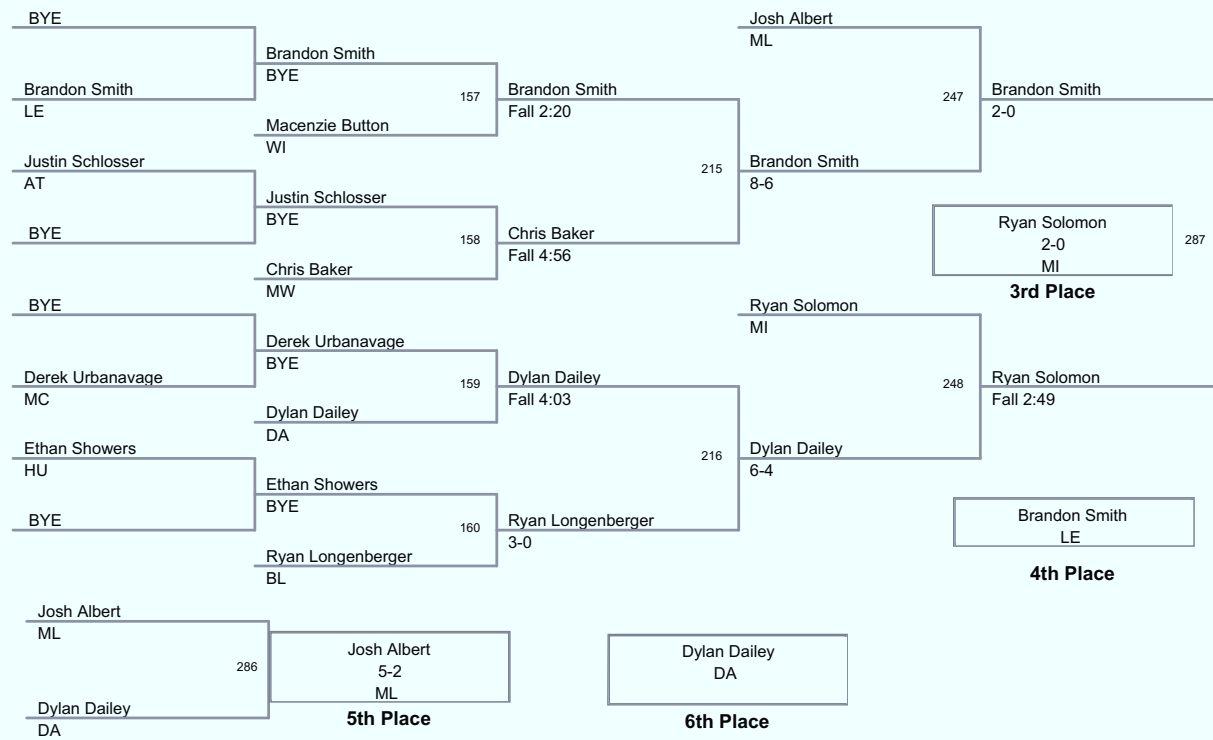 BYE
Josh Albert
ML
Brandon Smith
BYE
Brandon Smith
LE
157
Brandon Smith
Fall 2:20
247
Brandon Smith
2-0
Macenzie Button
WI
Justin Schlosser
AT
215
Brandon Smith
8-6
Justin Schlosser
BYE
BYE
158
Chris Baker
Fall 4:56
Ryan Solomon
2-0
MI
287
3rd Place
Chris Baker
MW
BYE
Ryan Solomon
MI
Derek Urbanavage
BYE
Derek Urbanavage
MC
159
Dylan Dailey
Fall 4:03
248
Ryan Solomon
Fall 2:49
Dylan Dailey
DA
Ethan Showers
HU
216
Dylan Dailey
6-4
Ethan Showers
BYE
BYE
160
Ryan Longenberger
3-0
Brandon Smith
LE
4th Place
Ryan Longenberger
BL
Josh Albert
ML
286
Josh Albert
5-2
ML
5th Place
Dylan Dailey
DA
6th Place
Dylan Dailey
DA